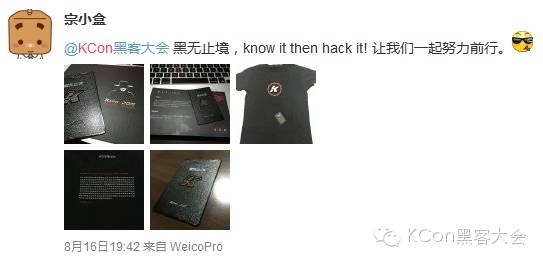 宗小盒
@KCon黑客大会 黑无止境，know it then hack it! 让我们一起努力前行。
K
8月16日19:42 来自 WeicoPro
KCon黑客大会